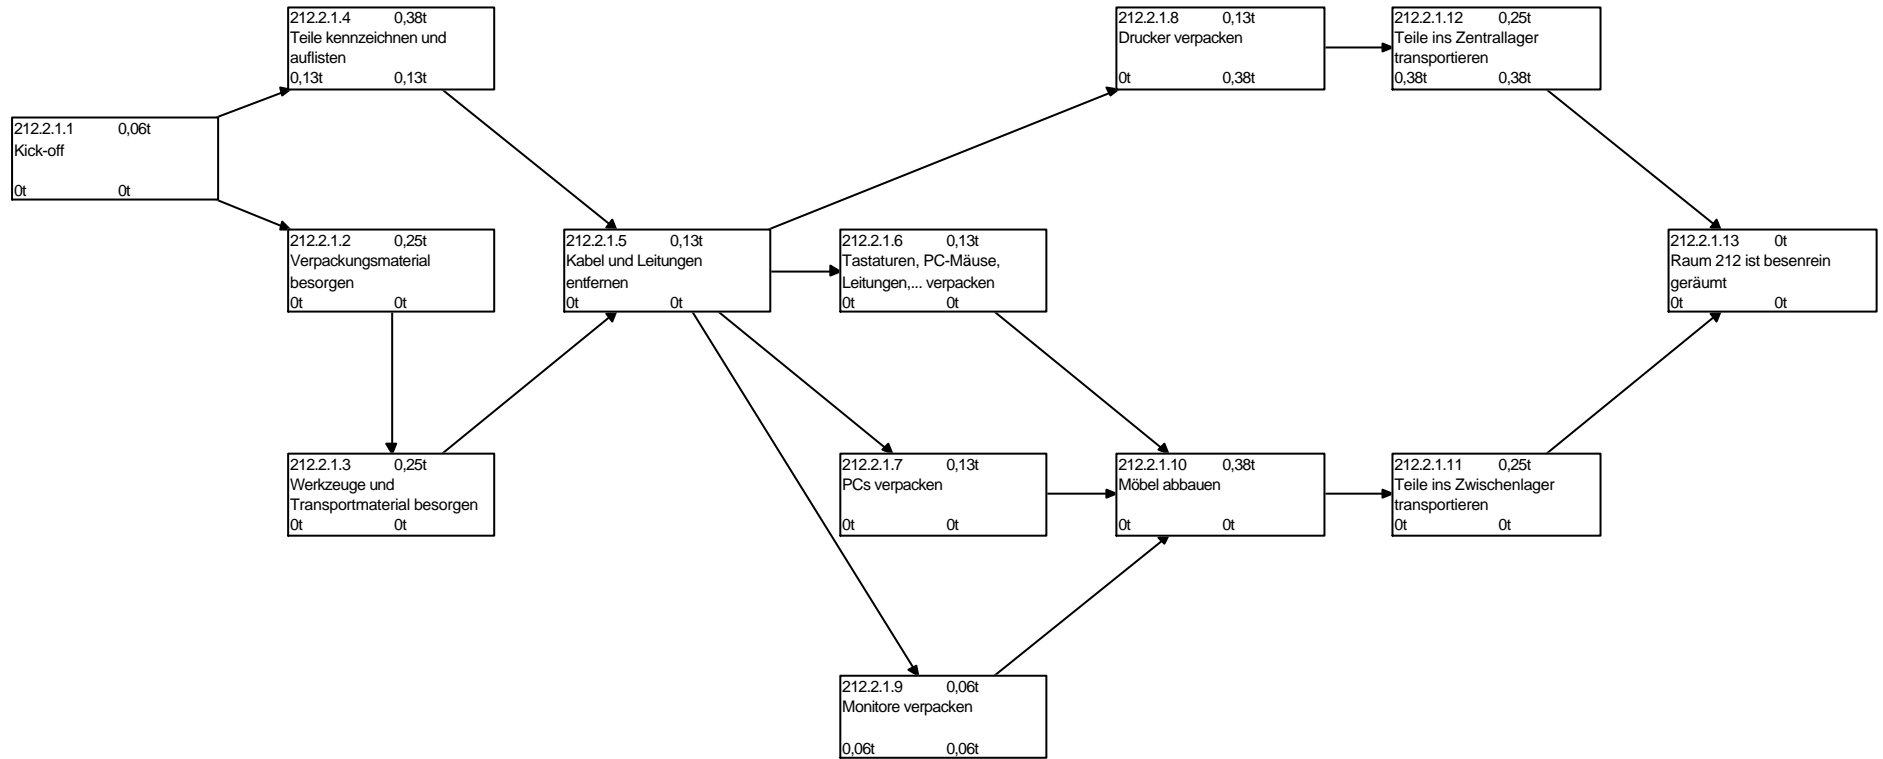 212.2.1.4 0,38t
Teile kennzeichnen und
auflisten
0,13t 0,13t
212.2.1.8 0,13t
Drucker verpacken
0t 0,38t
212.2.1.12 0,25t
Teile ins Zentrallager
transportieren
0,38t 0,38t
212.2.1.1 0,06t
Kick-off
0t 0t
212.2.1.2 0,25t
Verpackungsmaterial
besorgen
0t 0t
212.2.1.5 0,13t
Kabel und Leitungen
entfernen
0t 0t
212.2.1.6 0,13t
Tastaturen, PC-Mäuse,
Leitungen,... verpacken
0t 0t
212.2.1.13 0t
Raum 212 ist besenrein
geräumt
0t 0t
212.2.1.3 0,25t
Werkzeuge und
Transportmaterial besorgen
0t 0t
212.2.1.7 0,13t
PCs verpacken
0t 0t
212.2.1.10 0,38t
Möbel abbauen
0t 0t
212.2.1.11 0,25t
Teile ins Zwischenlager
transportieren
0t 0t
212.2.1.9 0,06t
Monitore verpacken
0,06t 0,06t